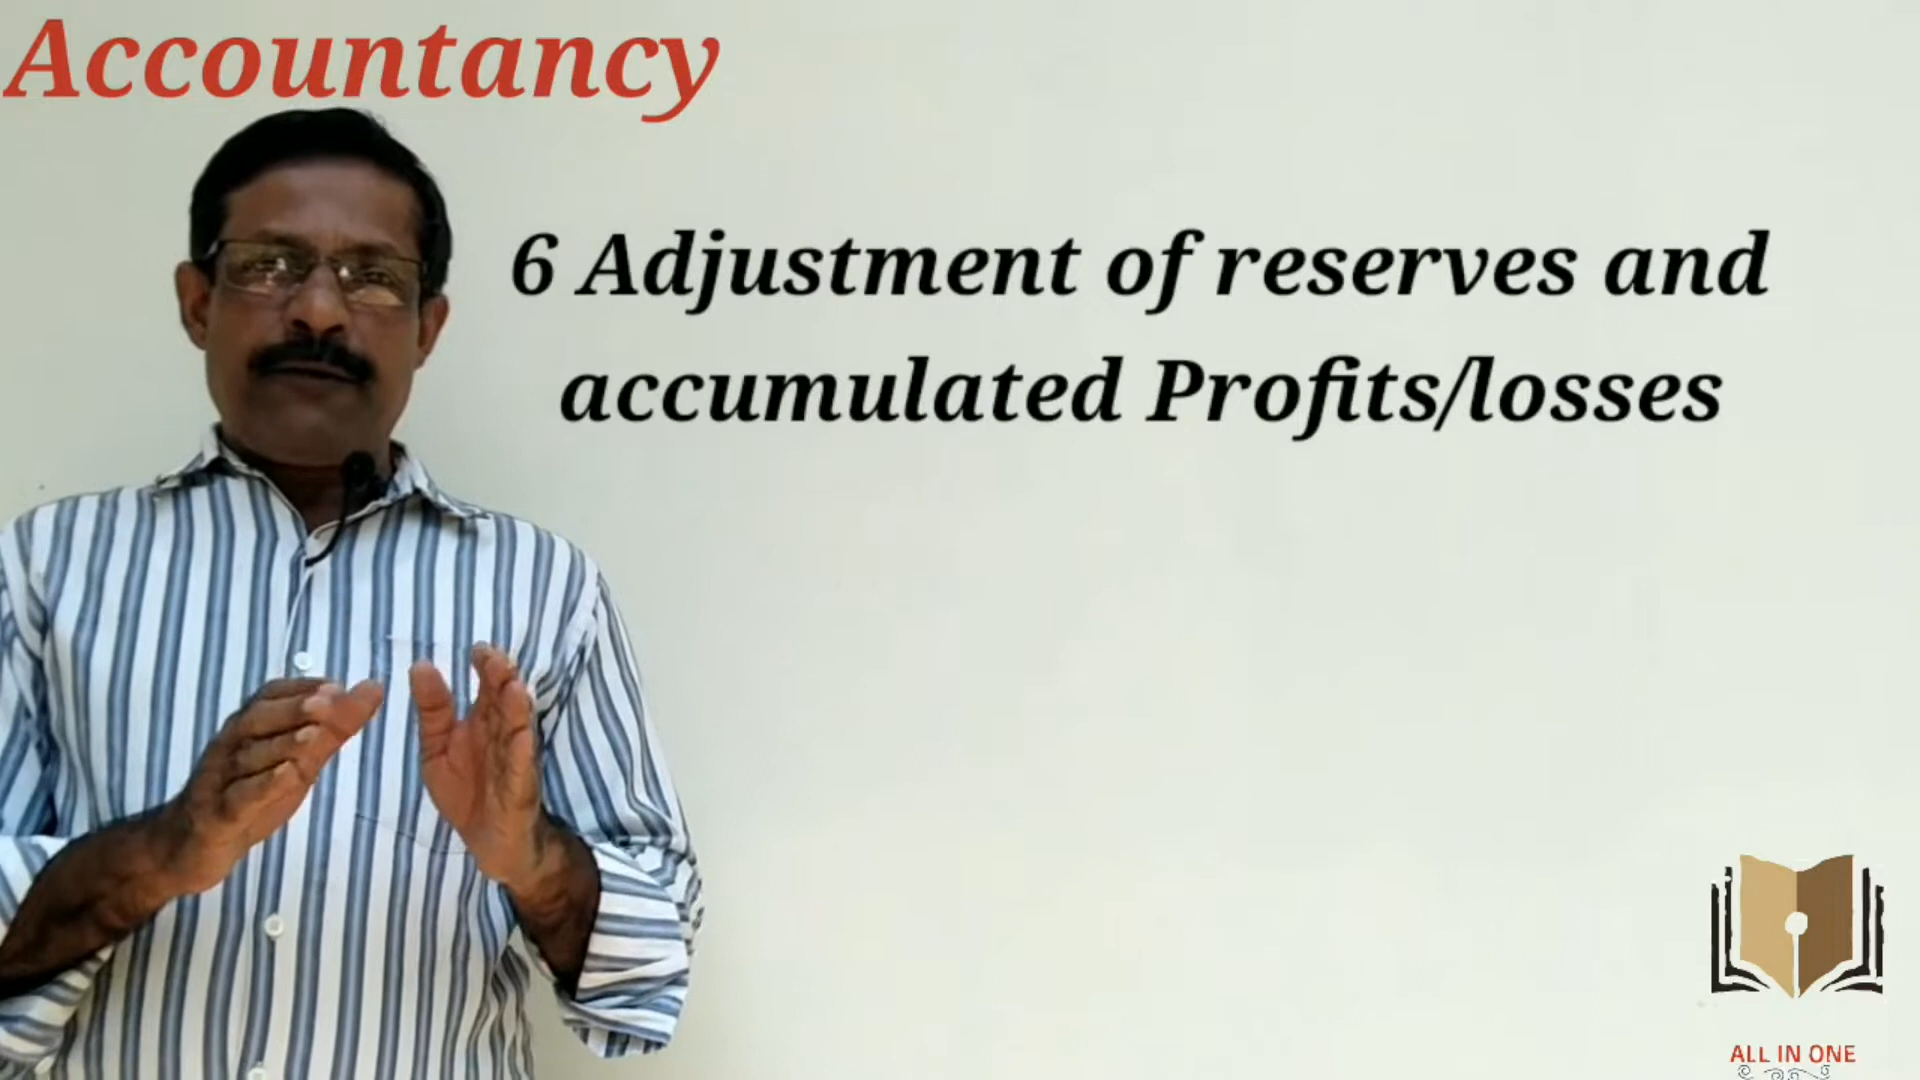 Accountancy
6 Adjustment of reserves and
accumulated Profits/losses
ALL IN ONE